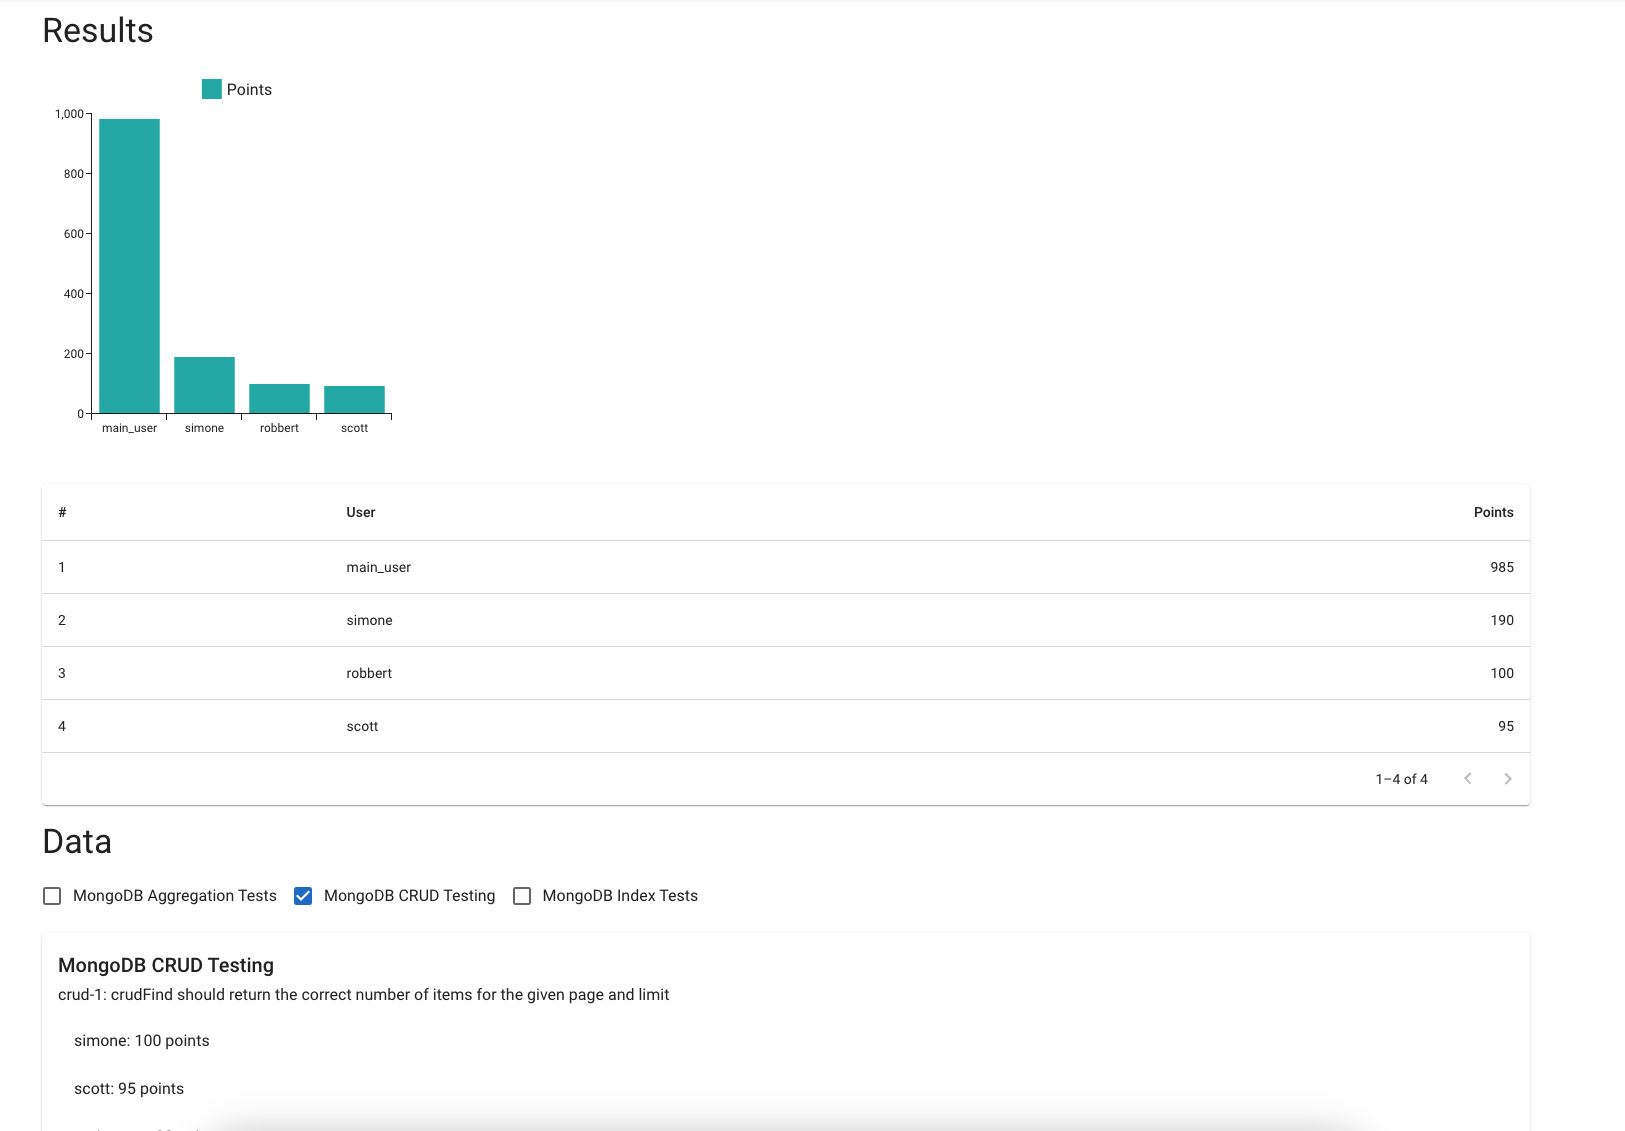 Results
Points
1,000
800
600
400
200
0
main_user simone robbert scott
# User Points
1 main_user 985
2 simone 190
3 robbert 100
4 scott 95
1–4 of 4
Data
MongoDB Aggregation Tests MongoDB CRUD Testing MongoDB Index Tests
MongoDB CRUD Testing
crud-1: crudFind should return the correct number of items for the given page and limit
simone: 100 points
scott: 95 points